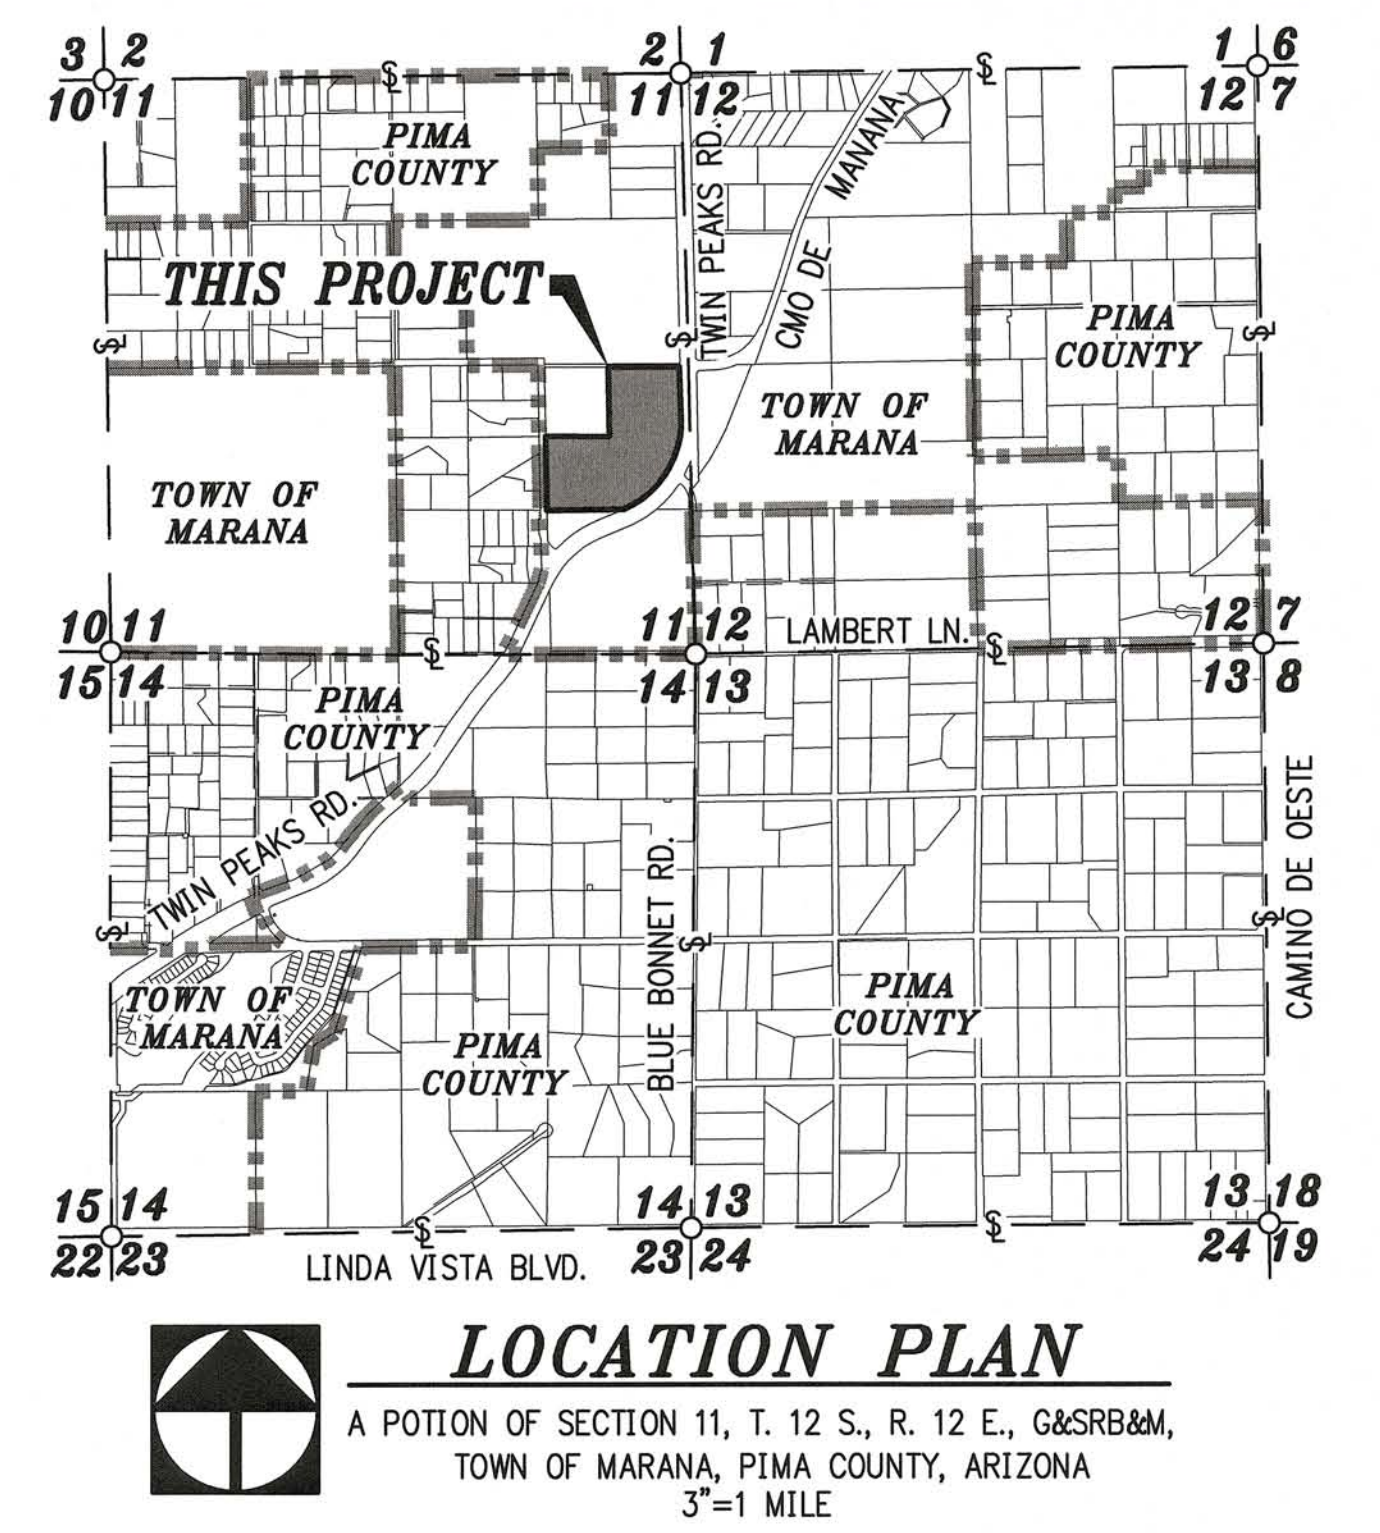 3 2
2 1
1 6
10 11
11 12
12 7
PIMA
COUNTY
TWIN PEAKS RD.
CMO DE MANANA
THIS PROJECT
PIMA
COUNTY
TOWN OF
MARANA
TOWN OF
MARANA
10 11
11 12
LAMBERT LN.
12 7
15 14
14 13
13 8
PIMA
COUNTY
TWIN PEAKS RD.
BLUE BONNET RD.
CAMINO DE OESTE
TOWN OF
MARANA
PIMA
COUNTY
PIMA
COUNTY
15 14
14 13
13 18
22 23
23 24
24 19
LINDA VISTA BLVD.
LOCATION PLAN
A POTION OF SECTION 11, T. 12 S., R. 12 E., G&SRB&M,
TOWN OF MARANA, PIMA COUNTY, ARIZONA
3"=1 MILE